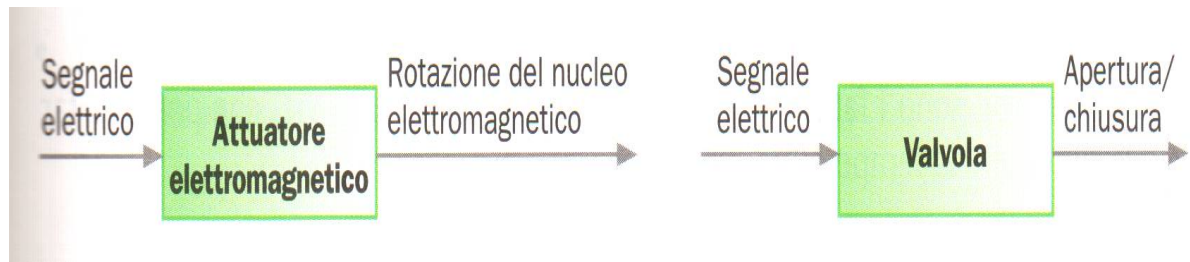 Segnale
elettrico
Attuatore
elettromagnetico
Rotazione del nucleo
elettromagnetico
Segnale
elettrico
Valvola
Apertura/
chiusura